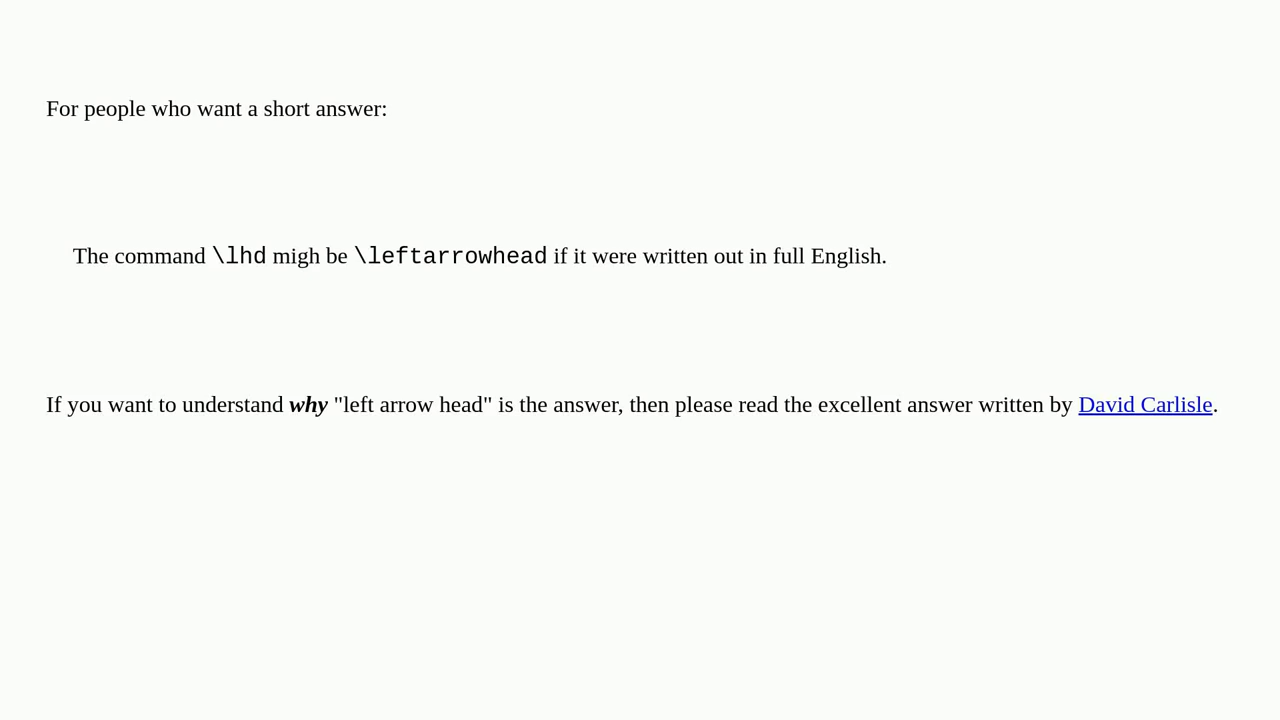 For people who want a short answer:
The command \lhd migh be \leftarrowhead if it were written out in full English.
If you want to understand why "left arrow head" is the answer, then please read the excellent answer written by David Carlisle.